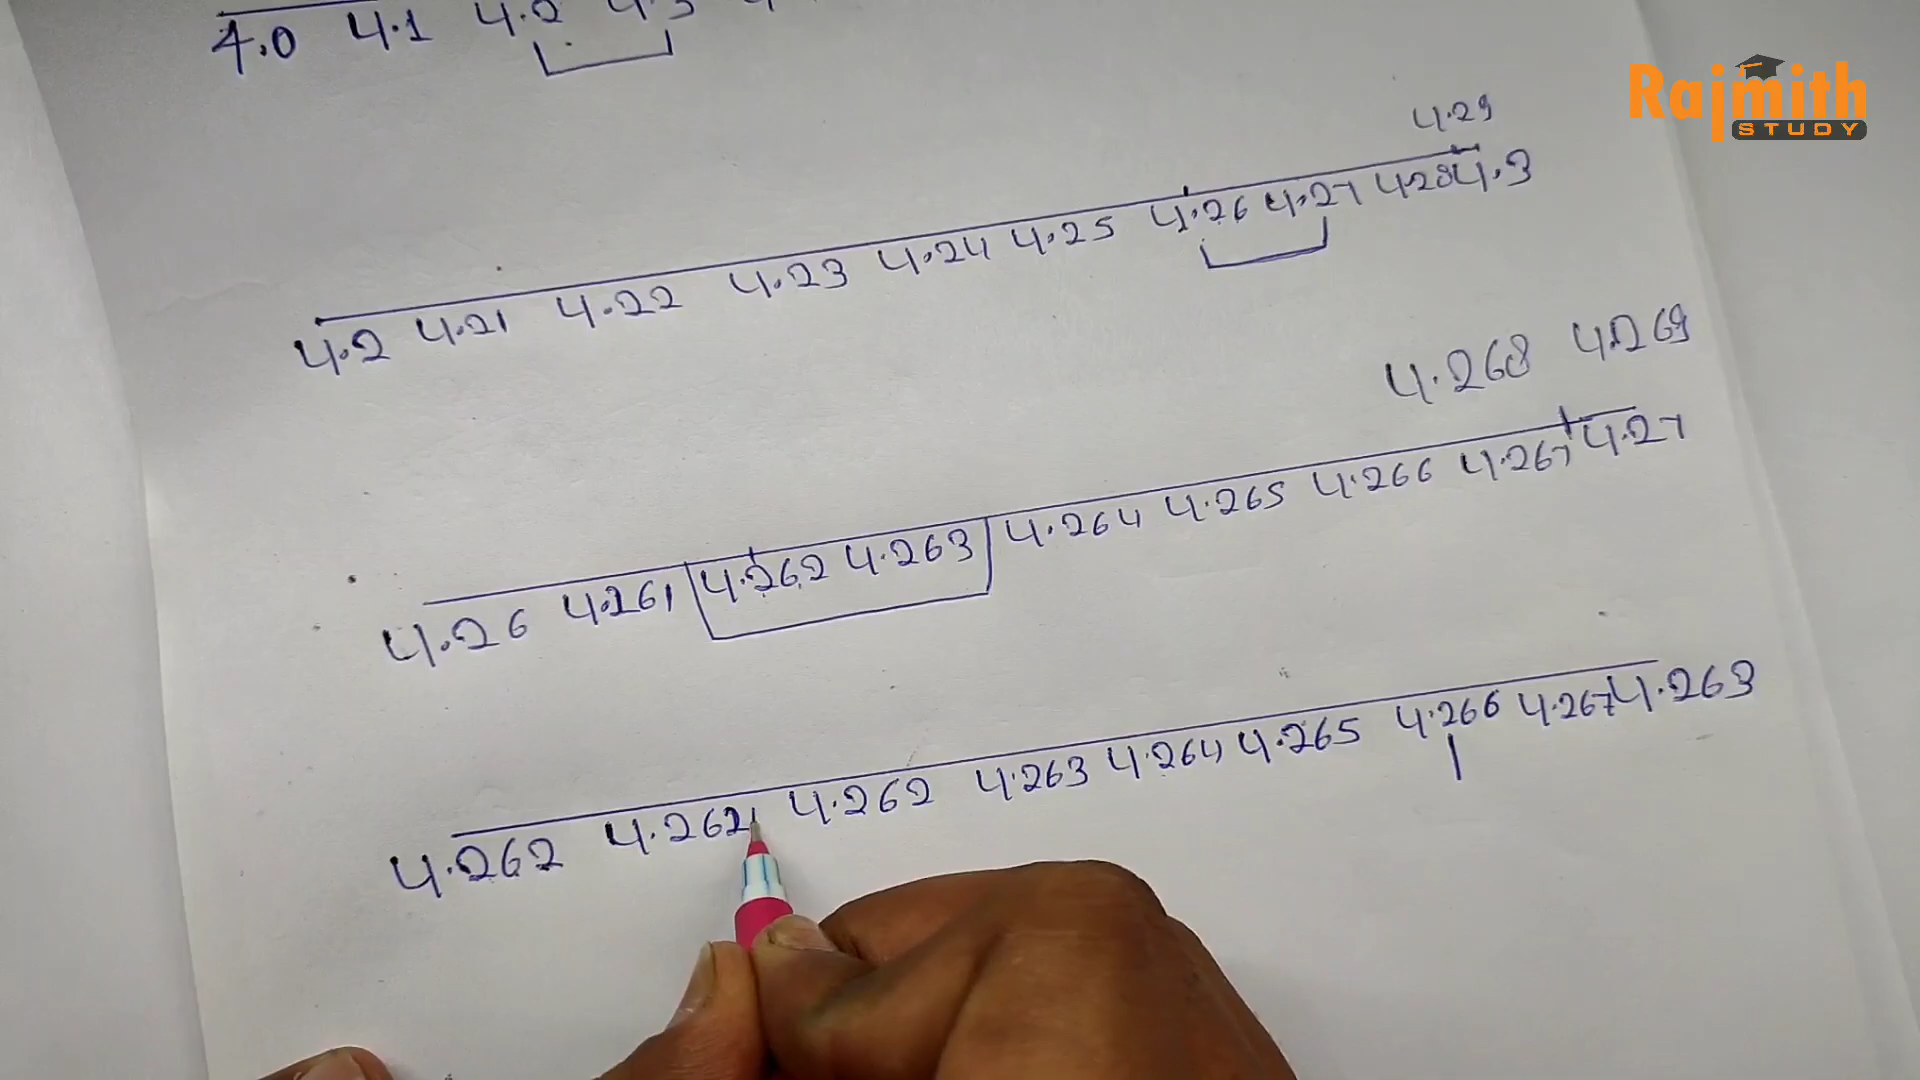 4.0 4.1 4.2 4.3
Rajmith
STUDY
4.29
4.2 4.21 4.22 4.23 4.24 4.25 4.26 4.27 4.28 4.3
4.268 4.269
4.26 4.261 4.262 4.263 4.264 4.265 4.266 4.267 4.27
4.262 4.2621 4.262 4.263 4.264 4.265 4.266 4.267 4.263